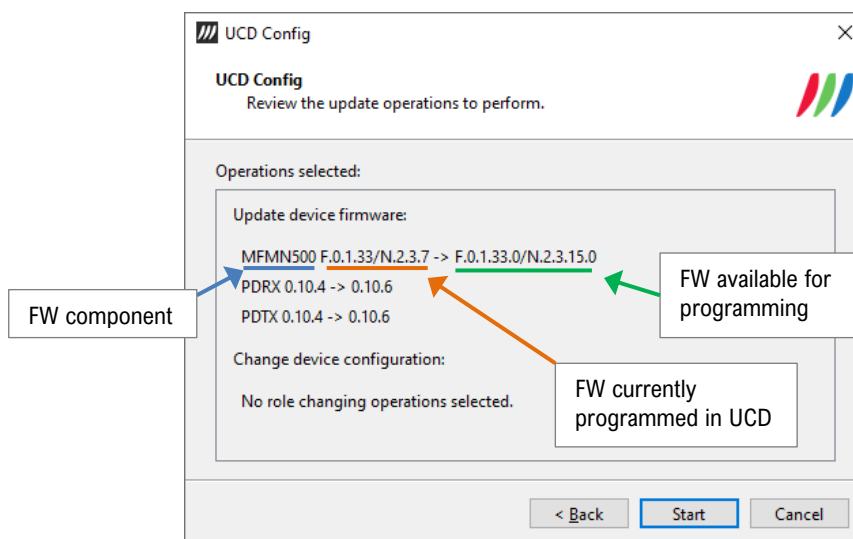 UCD Config
UCD Config
Review the update operations to perform.
Operations selected:
Update device firmware:
MFMN500 F.0.1.33/N.2.3.7 -> F.0.1.33.0/N.2.3.15.0
PDRX 0.10.4 -> 0.10.6
PDTX 0.10.4 -> 0.10.6
FW component
FW available for
programming
Change device configuration:
No role changing operations selected.
FW currently
programmed in UCD
< Back
Start
Cancel